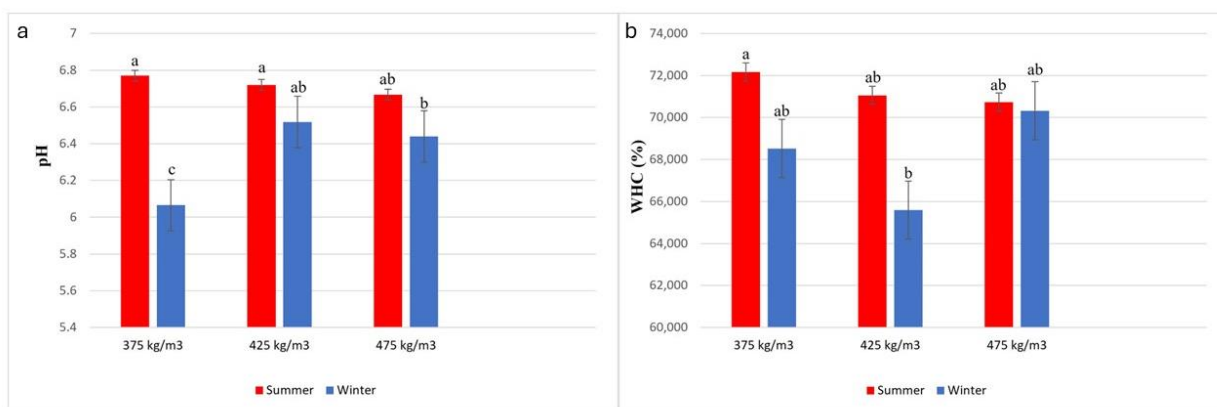 a
pH
7
6.8
6.6
6.4
6.2
6
5.8
5.6
5.4
a
c
a
ab
ab
b
375 kg/m3
425 kg/m3
475 kg/m3
Summer
Winter
b
WHC (%)
74,000
72,000
70,000
68,000
66,000
64,000
62,000
60,000
a
ab
ab
b
ab
ab
375 kg/m3
425 kg/m3
475 kg/m3
Summer
Winter